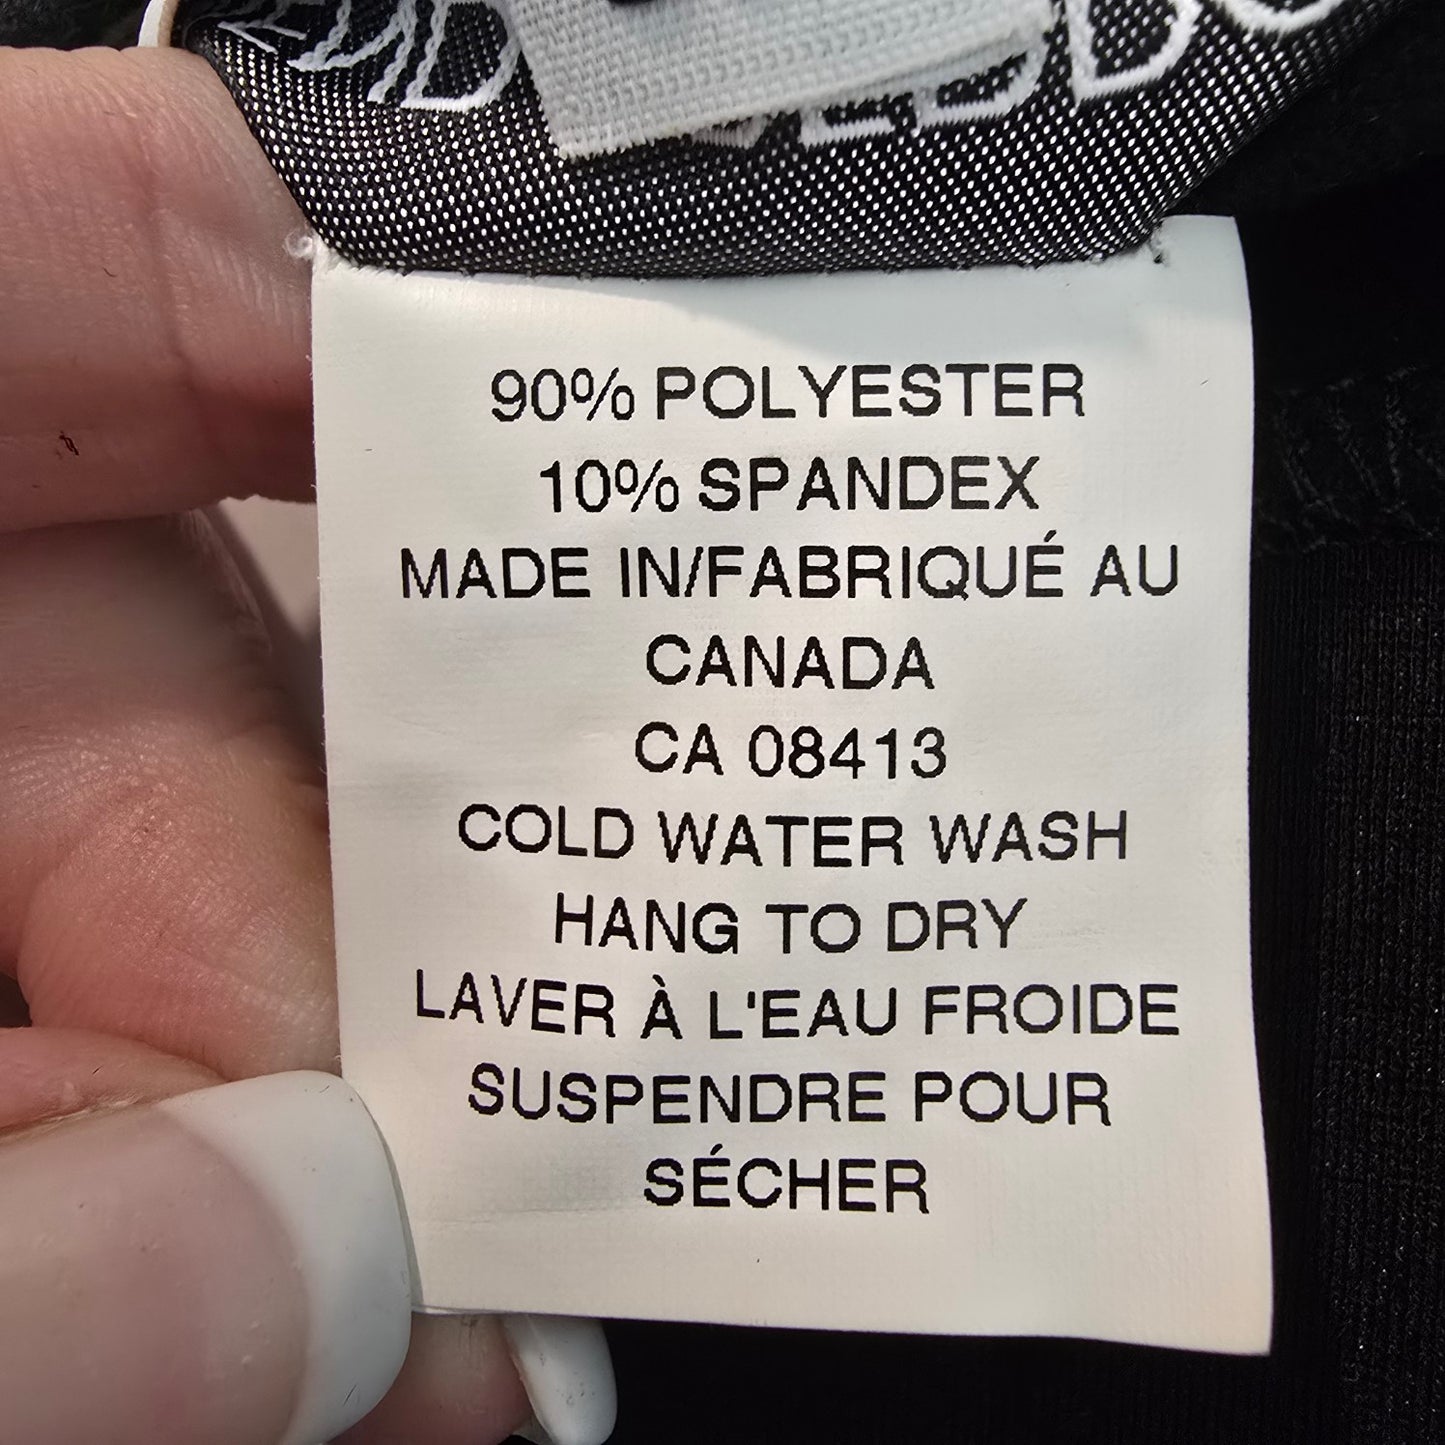 90% POLYESTER
10% SPANDEX
MADE IN/FABRIQUÉ AU
CANADA
CA 08413
COLD WATER WASH
HANG TO DRY
LAVER À L'EAU FROIDE
SUSPENDRE POUR
SÉCHER